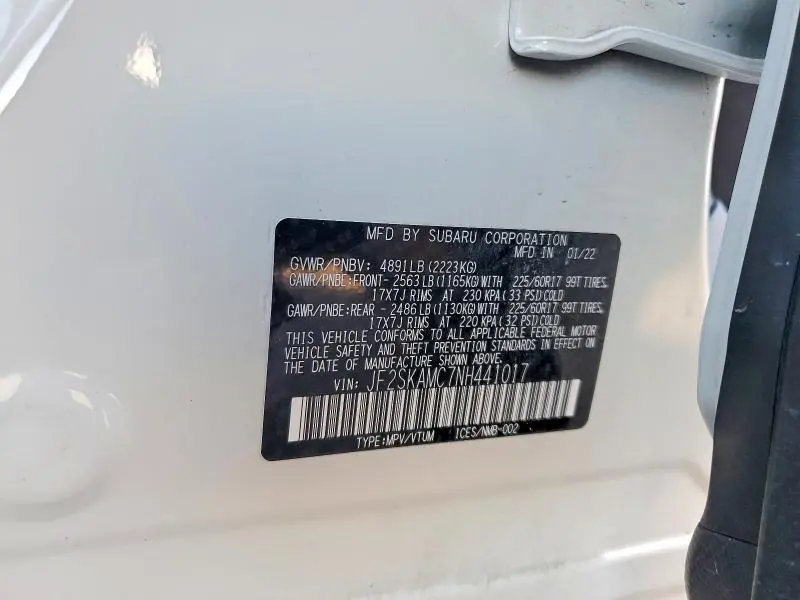 MFD BY SUBARU CORPORATION
MFD IN 01/22
GVWR/PNBV: 4891LB(2223KG)
GAWR/PNBE:FRONT- 2563LB(1165KG)WITH 225/60R17 99T TIRES,
17X7J RIMS AT 230 KPA(33 PSI)COLD
GAWR/PNBE:REAR - 2486LB(1130KG)WITH 225/60R17 99T TIRES,
17X7J RIMS AT 220 KPA(32 PSI)COLD
THIS VEHICLE CONFORMS TO ALL APPLICABLE FEDERAL MOTOR
VEHICLE SAFETY AND THEFT PREVENTION STANDARDS IN EFFECT ON
THE DATE OF MANUFACTURE SHOWN ABOVE.
VIN: JF2SKAMC7NH441017
TYPE:MPV/VTUM ICES/NMB-002